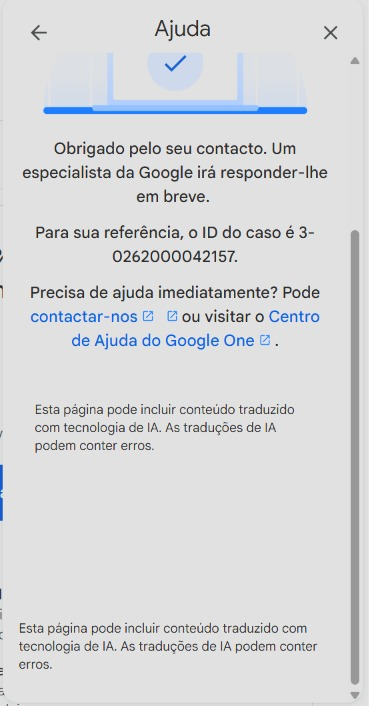 Ajuda
Obrigado pelo seu contacto. Um
especialista da Google irá responder-lhe
em breve.
Para sua referência, o ID do caso é 3-
0262000042157.
Precisa de ajuda imediatamente? Pode
contactar-nos ou visitar o Centro
de Ajuda do Google One .
Esta página pode incluir conteúdo traduzido
com tecnologia de IA. As traduções de IA
podem conter erros.
Esta página pode incluir conteúdo traduzido com
tecnologia de IA. As traduções de IA podem conter
erros.